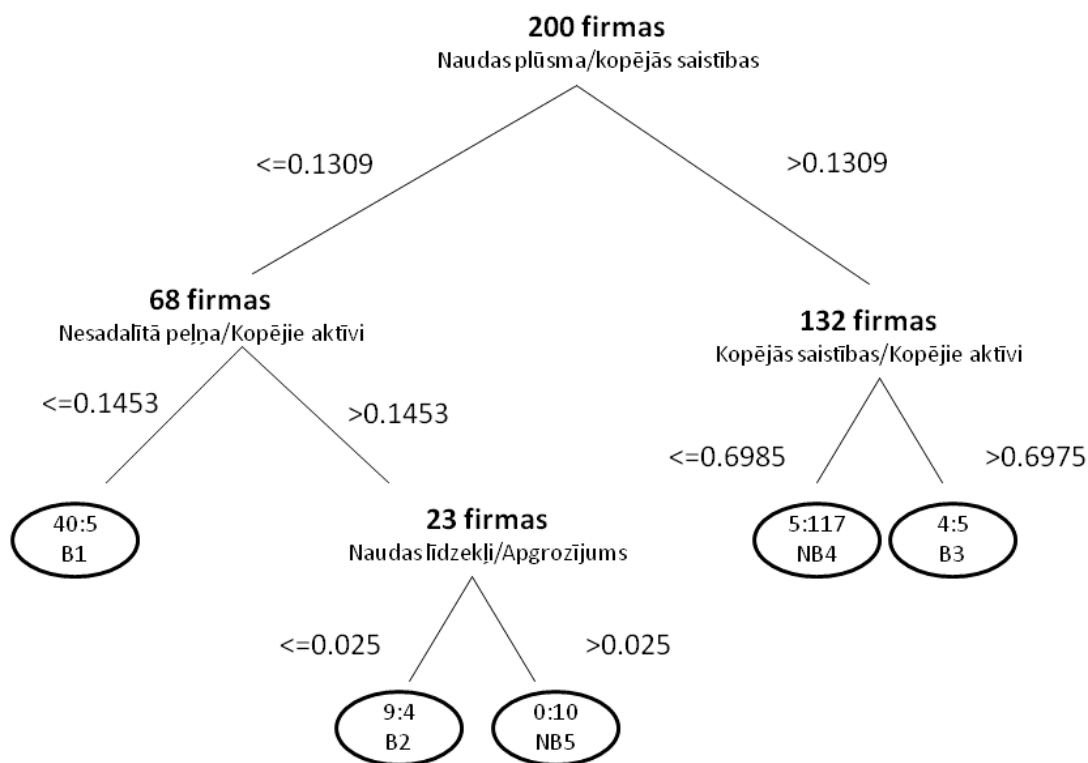 200 firmas
Naudas plūsma/kopējās saistības
<=0.1309
>0.1309
68 firmas
Nesadalītā peļņa/Kopējie aktīvi
132 firmas
Kopējās saistības/Kopējie aktīvi
<=0.1453
>0.1453
<=0.6985
>0.6975
40:5
B1
23 firmas
Naudas līdzekļi/Apgrozījums
5:117
NB4
4:5
B3
<=0.025
>0.025
9:4
B2
0:10
NB5